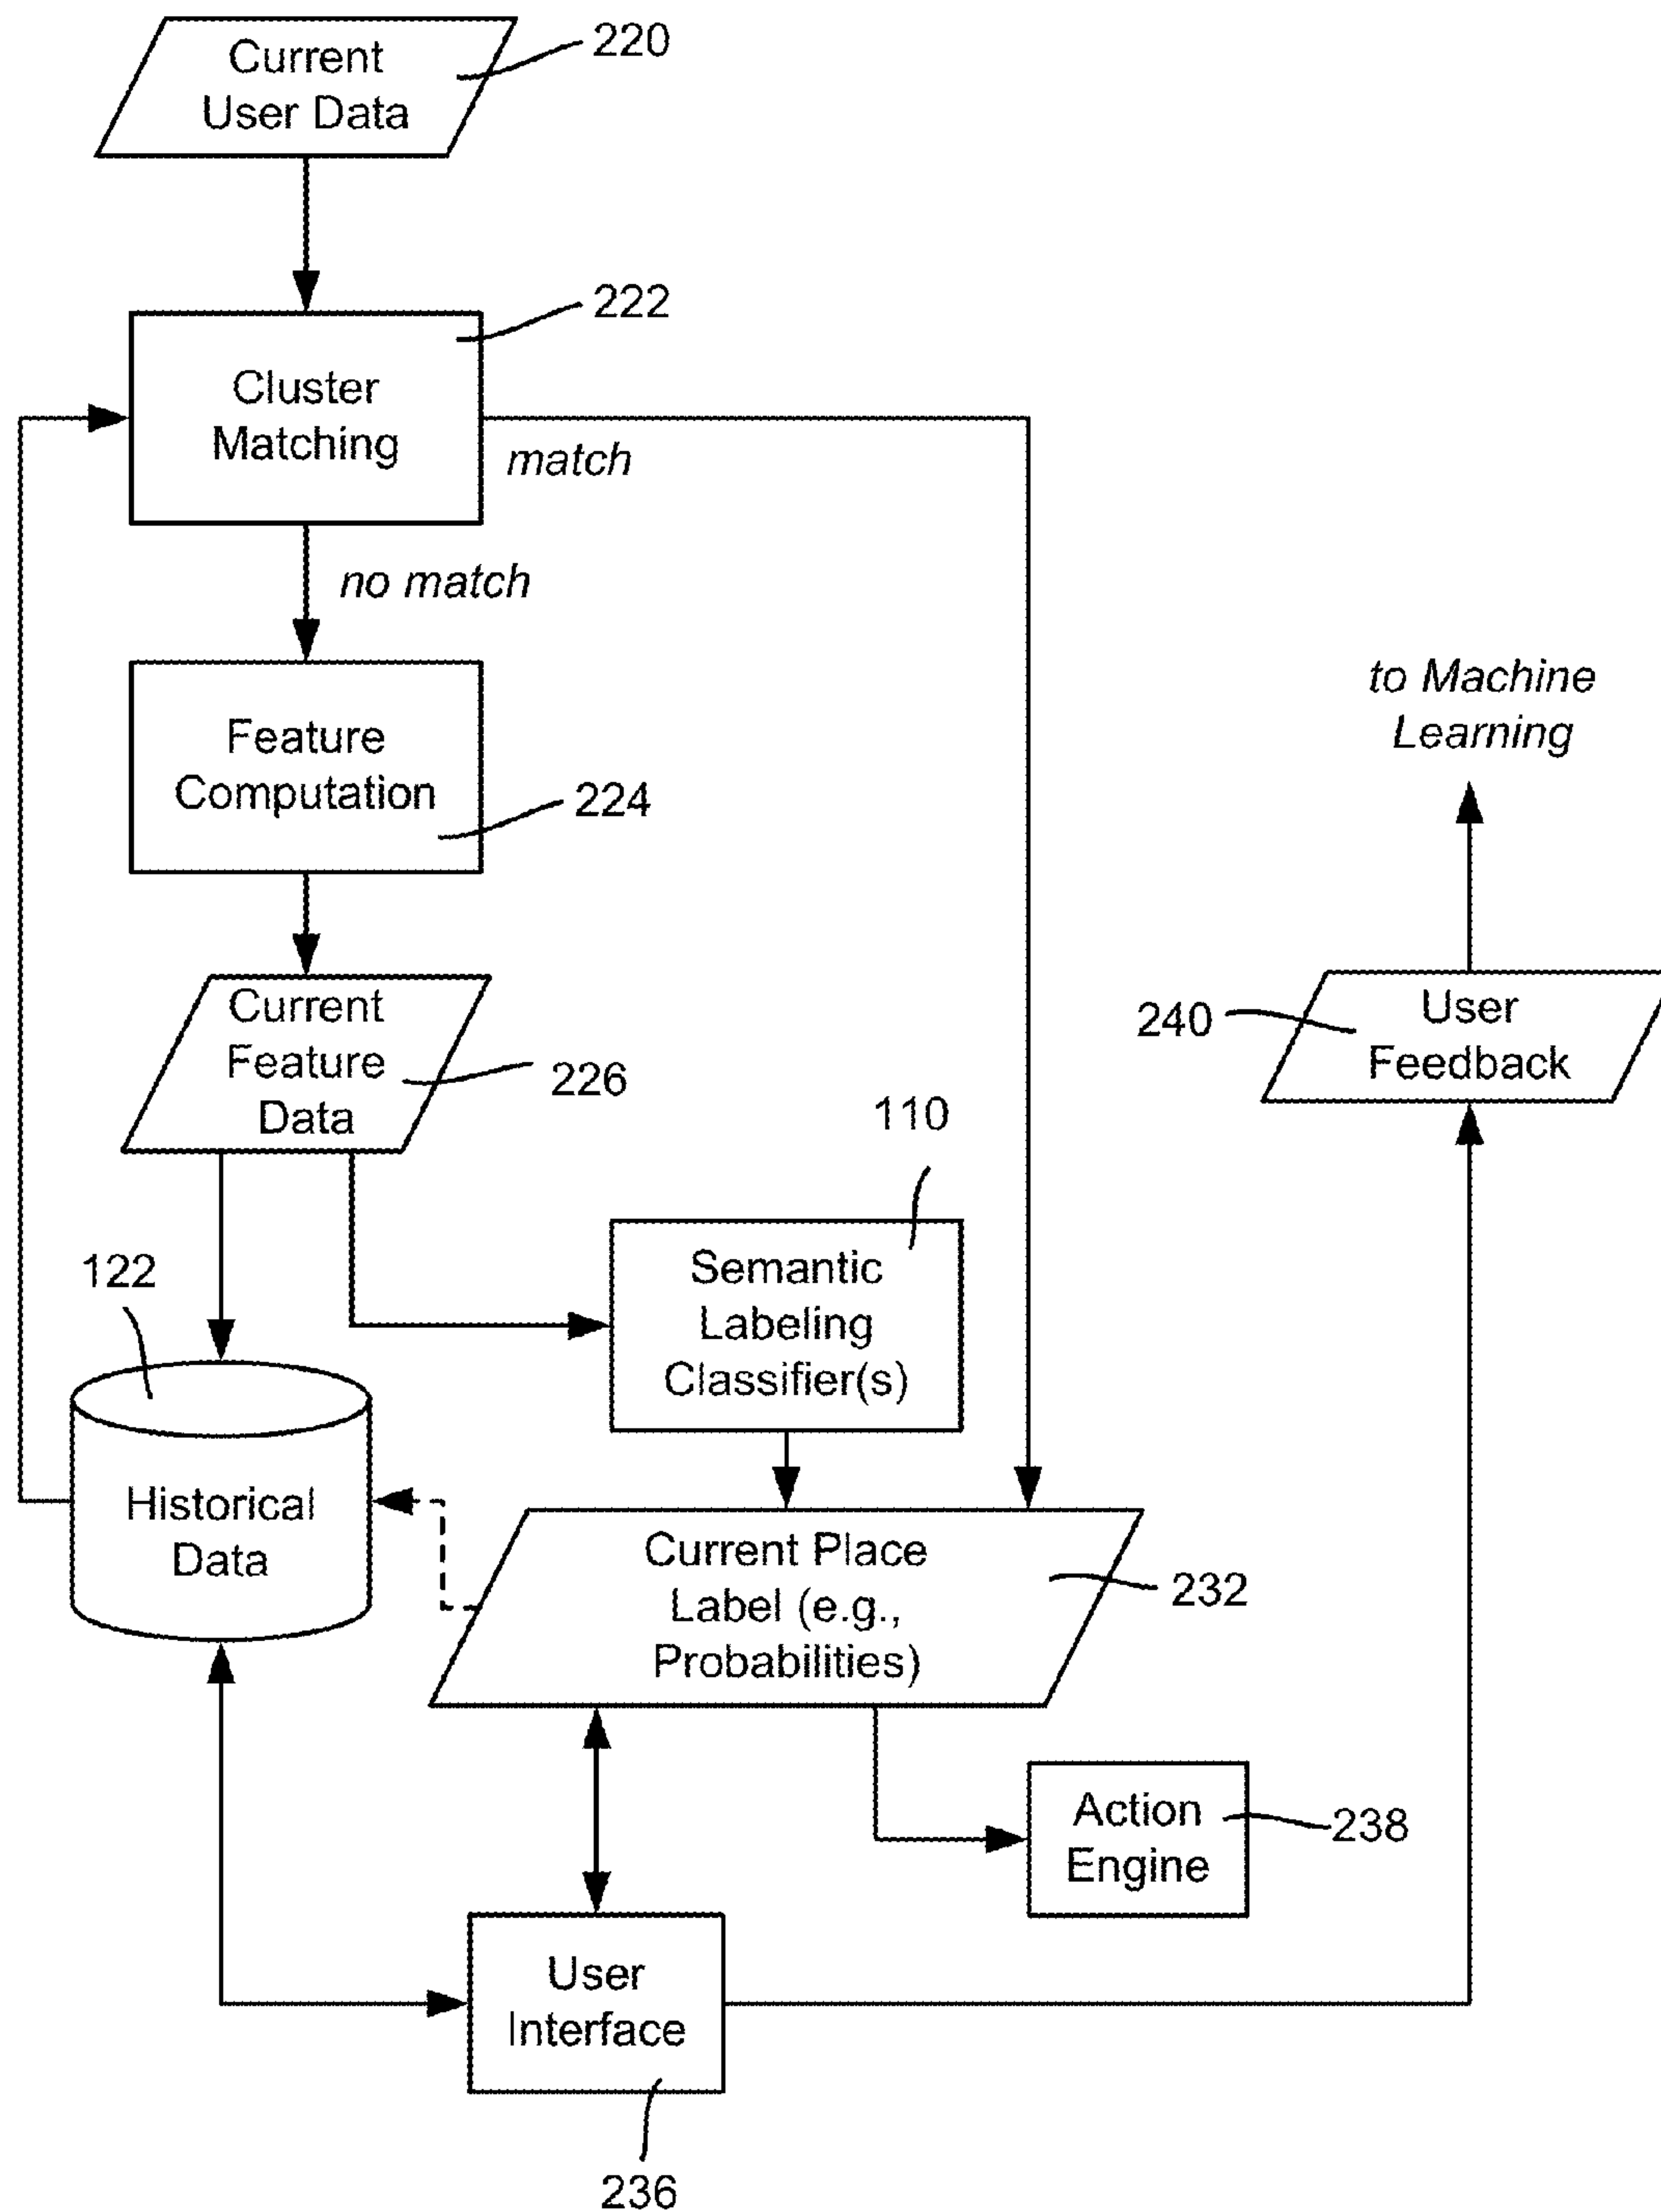 Current
User Data
220
222
Cluster
Matching
match
no match
Feature
Computation
224
to Machine
Learning
Current
Feature
Data
226
240
User
Feedback
110
122
Semantic
Labeling
Classifier(s)
Historical
Data
Current Place
Label (e.g.,
Probabilities)
232
Action
Engine
238
User
Interface
236